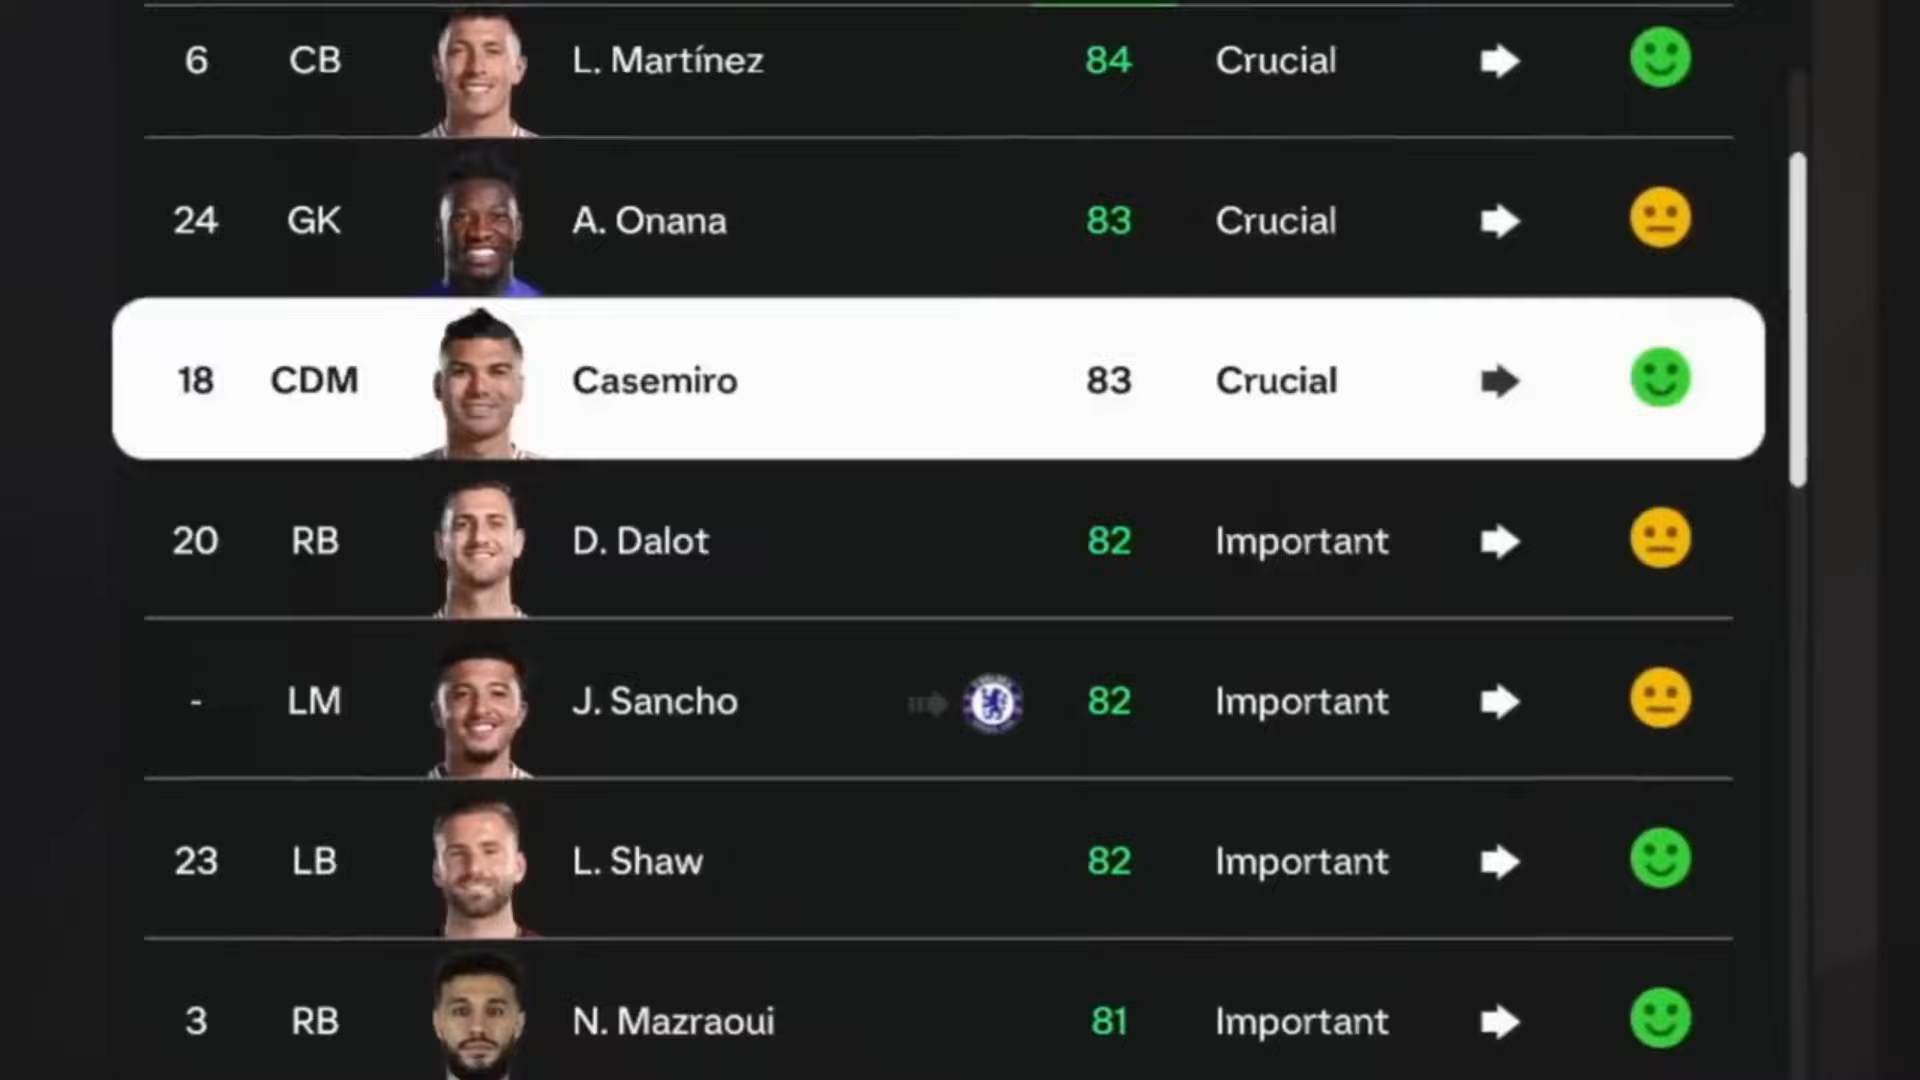 6 CB L. Martínez 84 Crucial
24 GK A. Onana 83 Crucial
18 CDM Casemiro 83 Crucial
20 RB D. Dalot 82 Important
- LM J. Sancho 82 Important
23 LB L. Shaw 82 Important
3 RB N. Mazraoui 81 Important